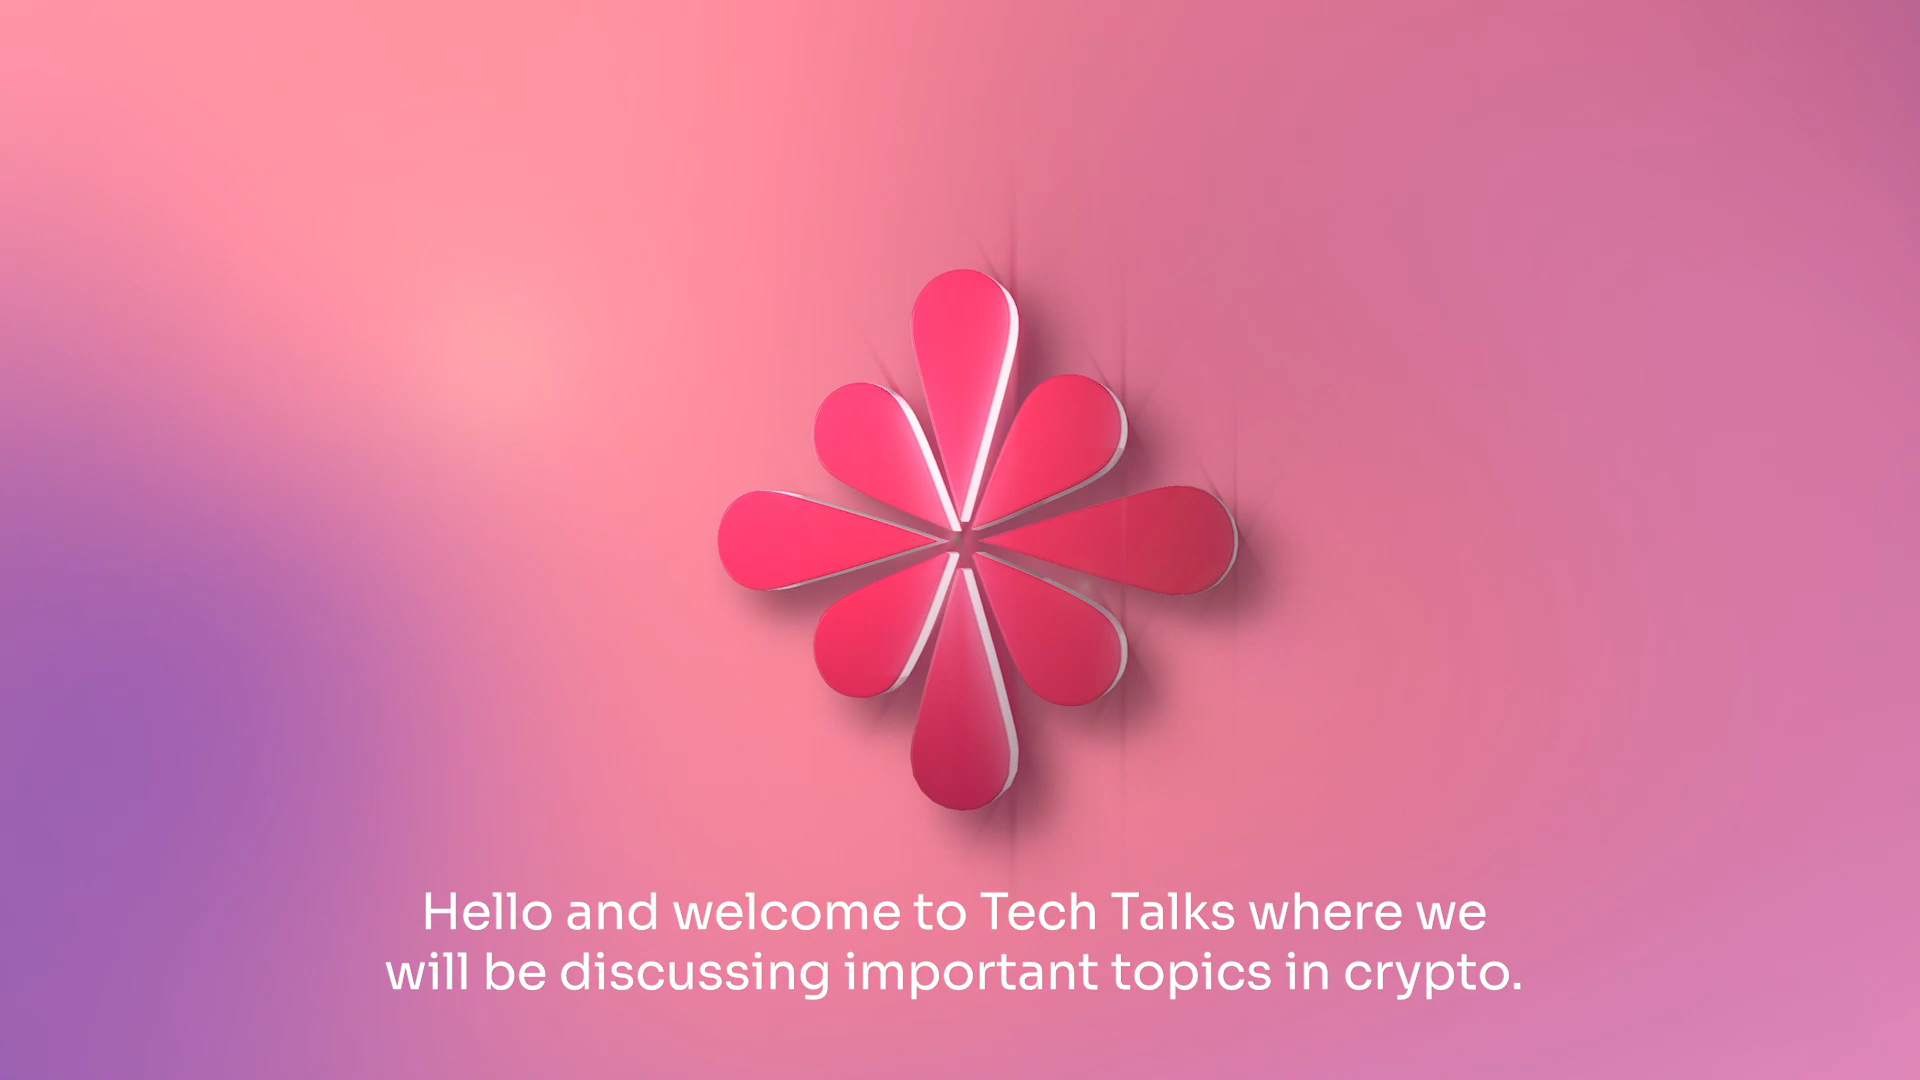 Hello and welcome to Tech Talks where we
will be discussing important topics in crypto.